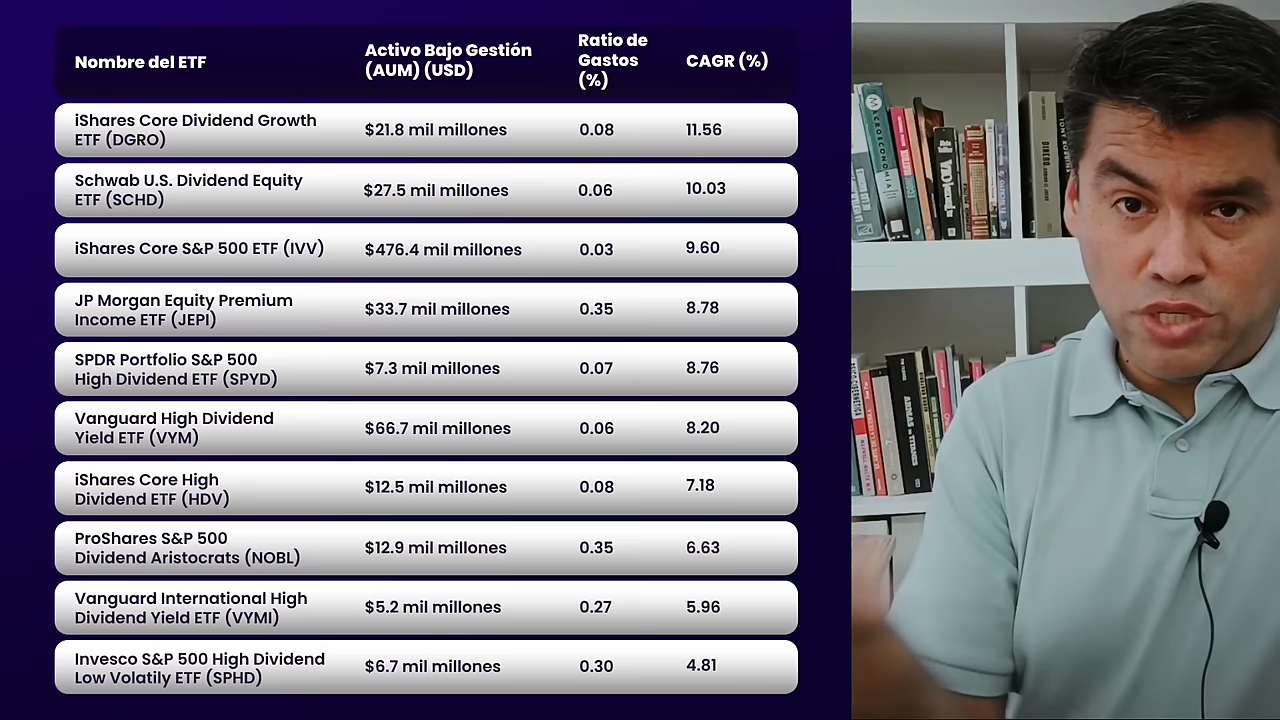 Nombre del ETF
Activo Bajo Gestión
(AUM) (USD)
Ratio de
Gastos
(%)
CAGR (%)
iShares Core Dividend Growth
ETF (DGRO)
$21.8 mil millones
0.08
11.56
Schwab U.S. Dividend Equity
ETF (SCHD)
$27.5 mil millones
0.06
10.03
iShares Core S&P 500 ETF (IVV)
$476.4 mil millones
0.03
9.60
JP Morgan Equity Premium
Income ETF (JEPI)
$33.7 mil millones
0.35
8.78
SPDR Portfolio S&P 500
High Dividend ETF (SPYD)
$7.3 mil millones
0.07
8.76
Vanguard High Dividend
Yield ETF (VYM)
$66.7 mil millones
0.06
8.20
iShares Core High
Dividend ETF (HDV)
$12.5 mil millones
0.08
7.18
ProShares S&P 500
Dividend Aristocrats (NOBL)
$12.9 mil millones
0.35
6.63
Vanguard International High
Dividend Yield ETF (VYMI)
$5.2 mil millones
0.27
5.96
Invesco S&P 500 High Dividend
Low Volatily ETF (SPHD)
$6.7 mil millones
0.30
4.81
MICROECONOMÍA
DINERO
ARMAS DE TITANES